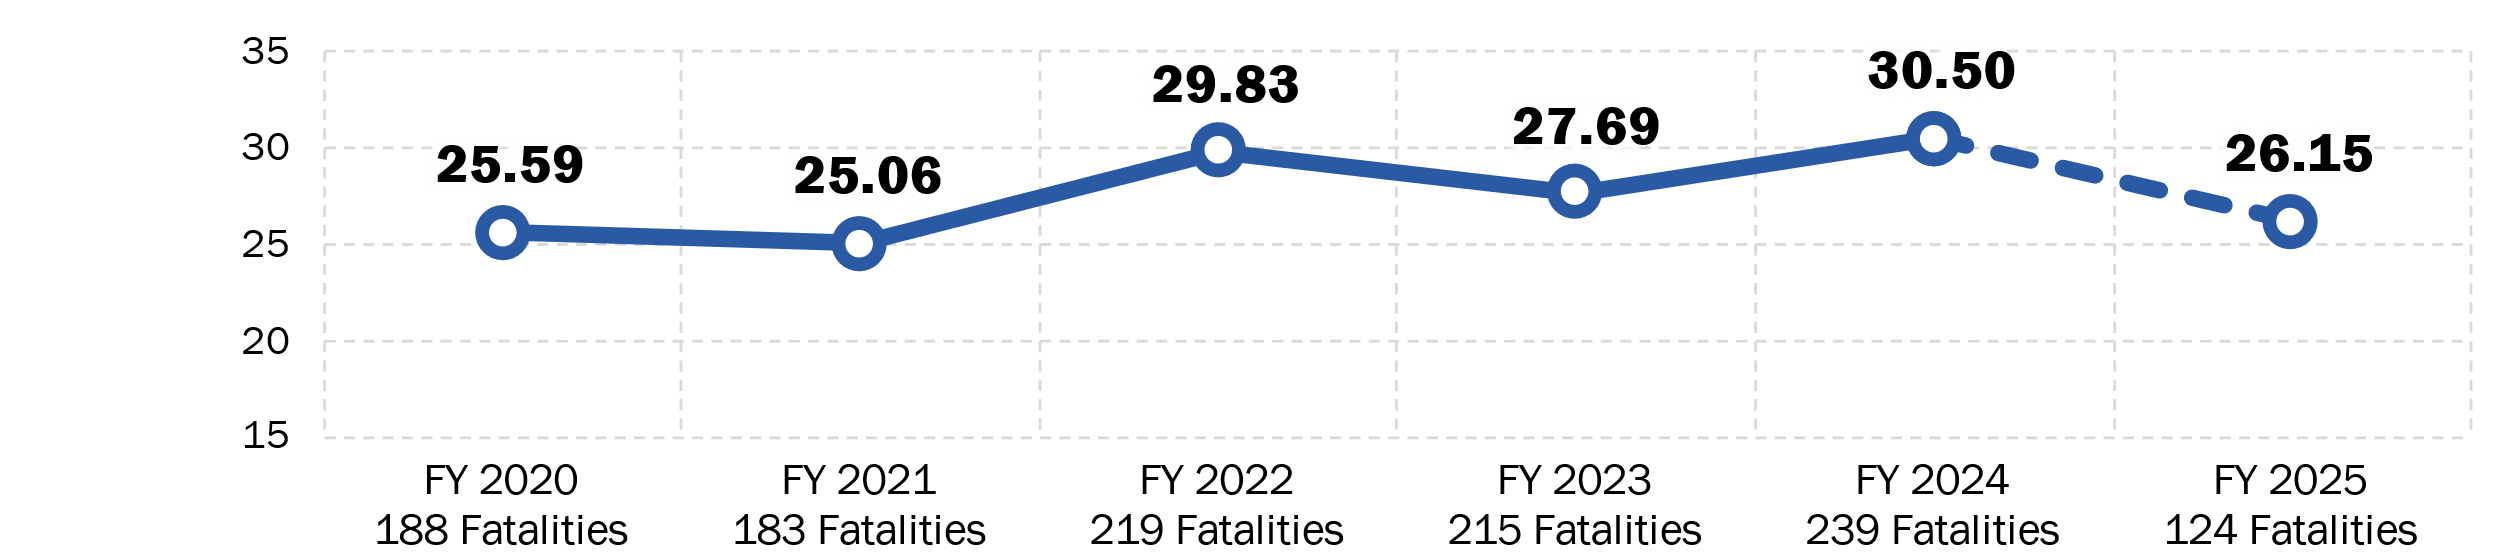 35
30
25
20
15
25.59
25.06
29.83
27.69
30.50
26.15
FY 2020
188 Fatalities
FY 2021
183 Fatalities
FY 2022
219 Fatalities
FY 2023
215 Fatalities
FY 2024
239 Fatalities
FY 2025
124 Fatalities